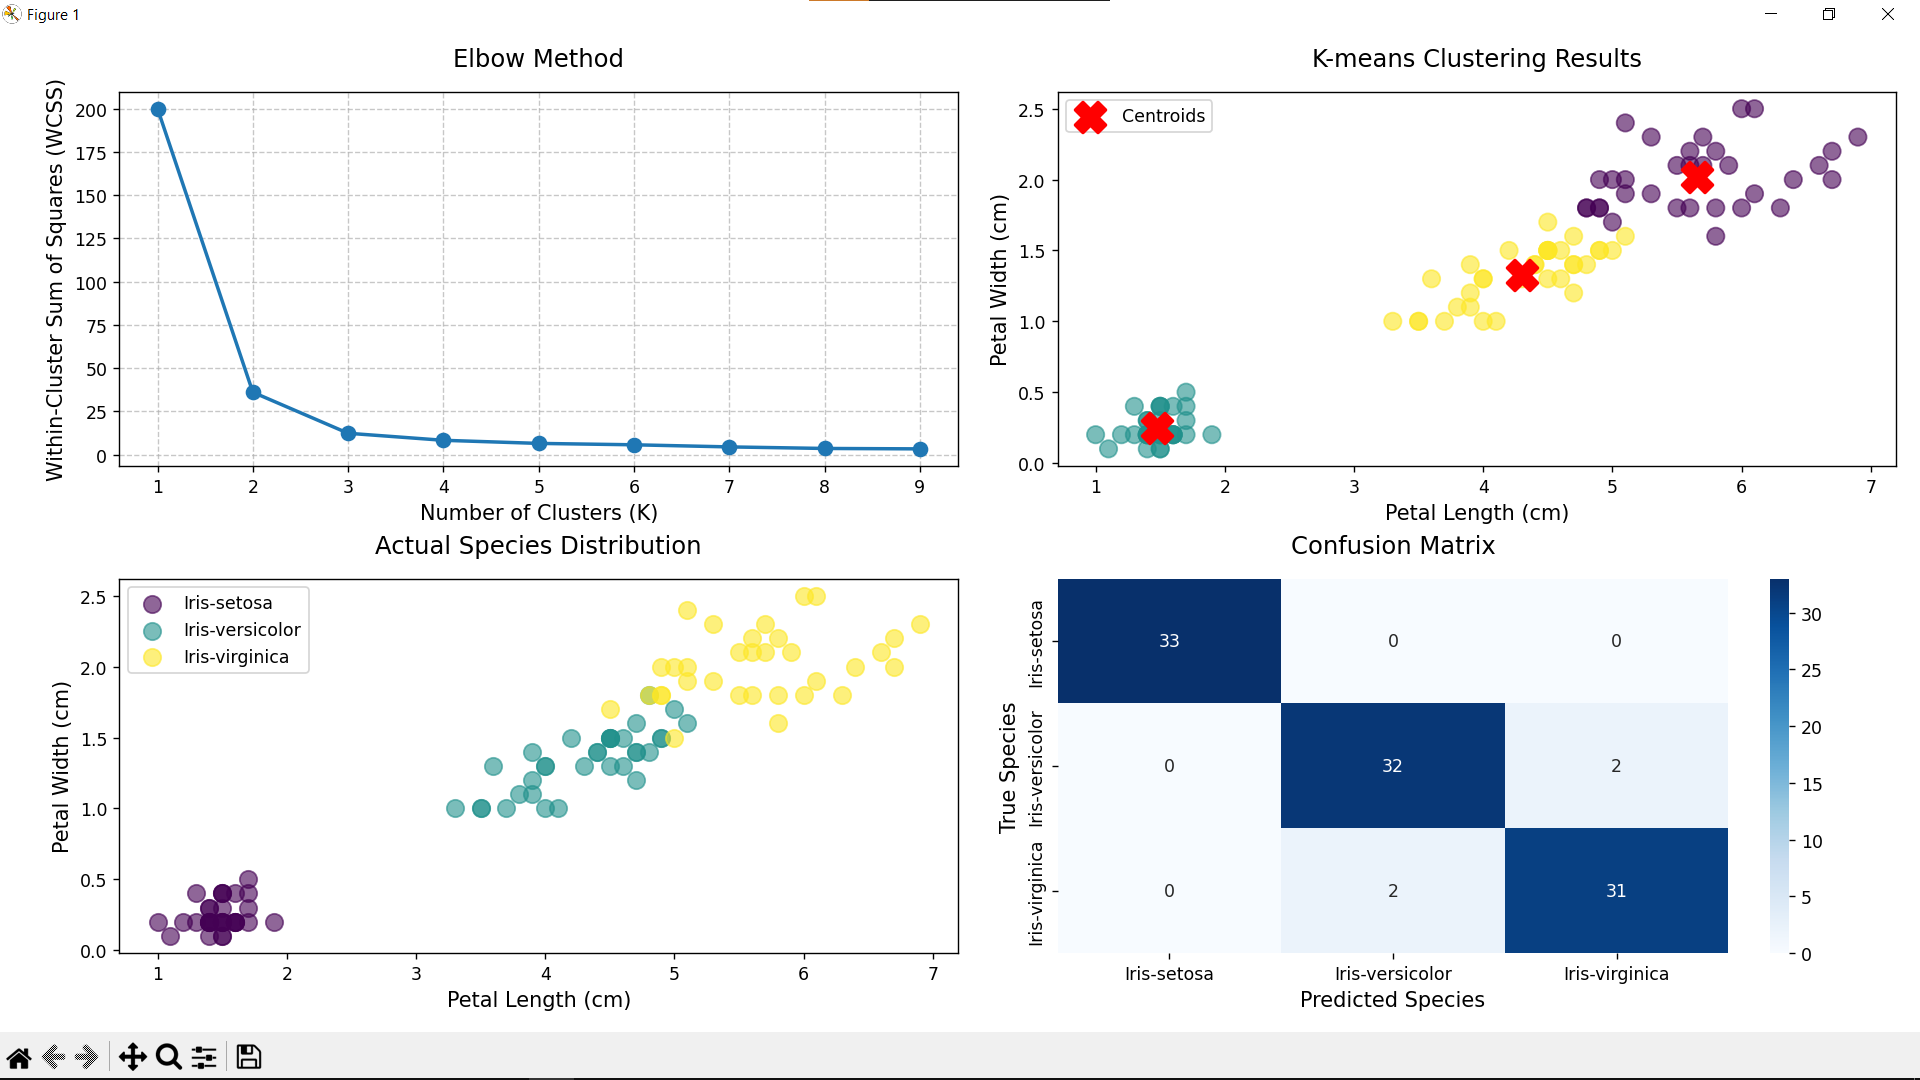 Figure 1
Elbow Method
Within-Cluster Sum of Squares (WCSS)
200
175
150
125
100
75
50
25
0
1 2 3 4 5 6 7 8 9
Number of Clusters (K)
K-means Clustering Results
Centroids
Petal Width (cm)
2.5
2.0
1.5
1.0
0.5
0.0
1 2 3 4 5 6 7
Petal Length (cm)
Actual Species Distribution
Iris-setosa
Iris-versicolor
Iris-virginica
Petal Width (cm)
2.5
2.0
1.5
1.0
0.5
0.0
1 2 3 4 5 6 7
Petal Length (cm)
Confusion Matrix
True Species
Iris-setosa
Iris-versicolor
Iris-virginica
33 0 0
0 32 2
0 2 31
Iris-setosa Iris-versicolor Iris-virginica
Predicted Species
30
25
20
15
10
5
0